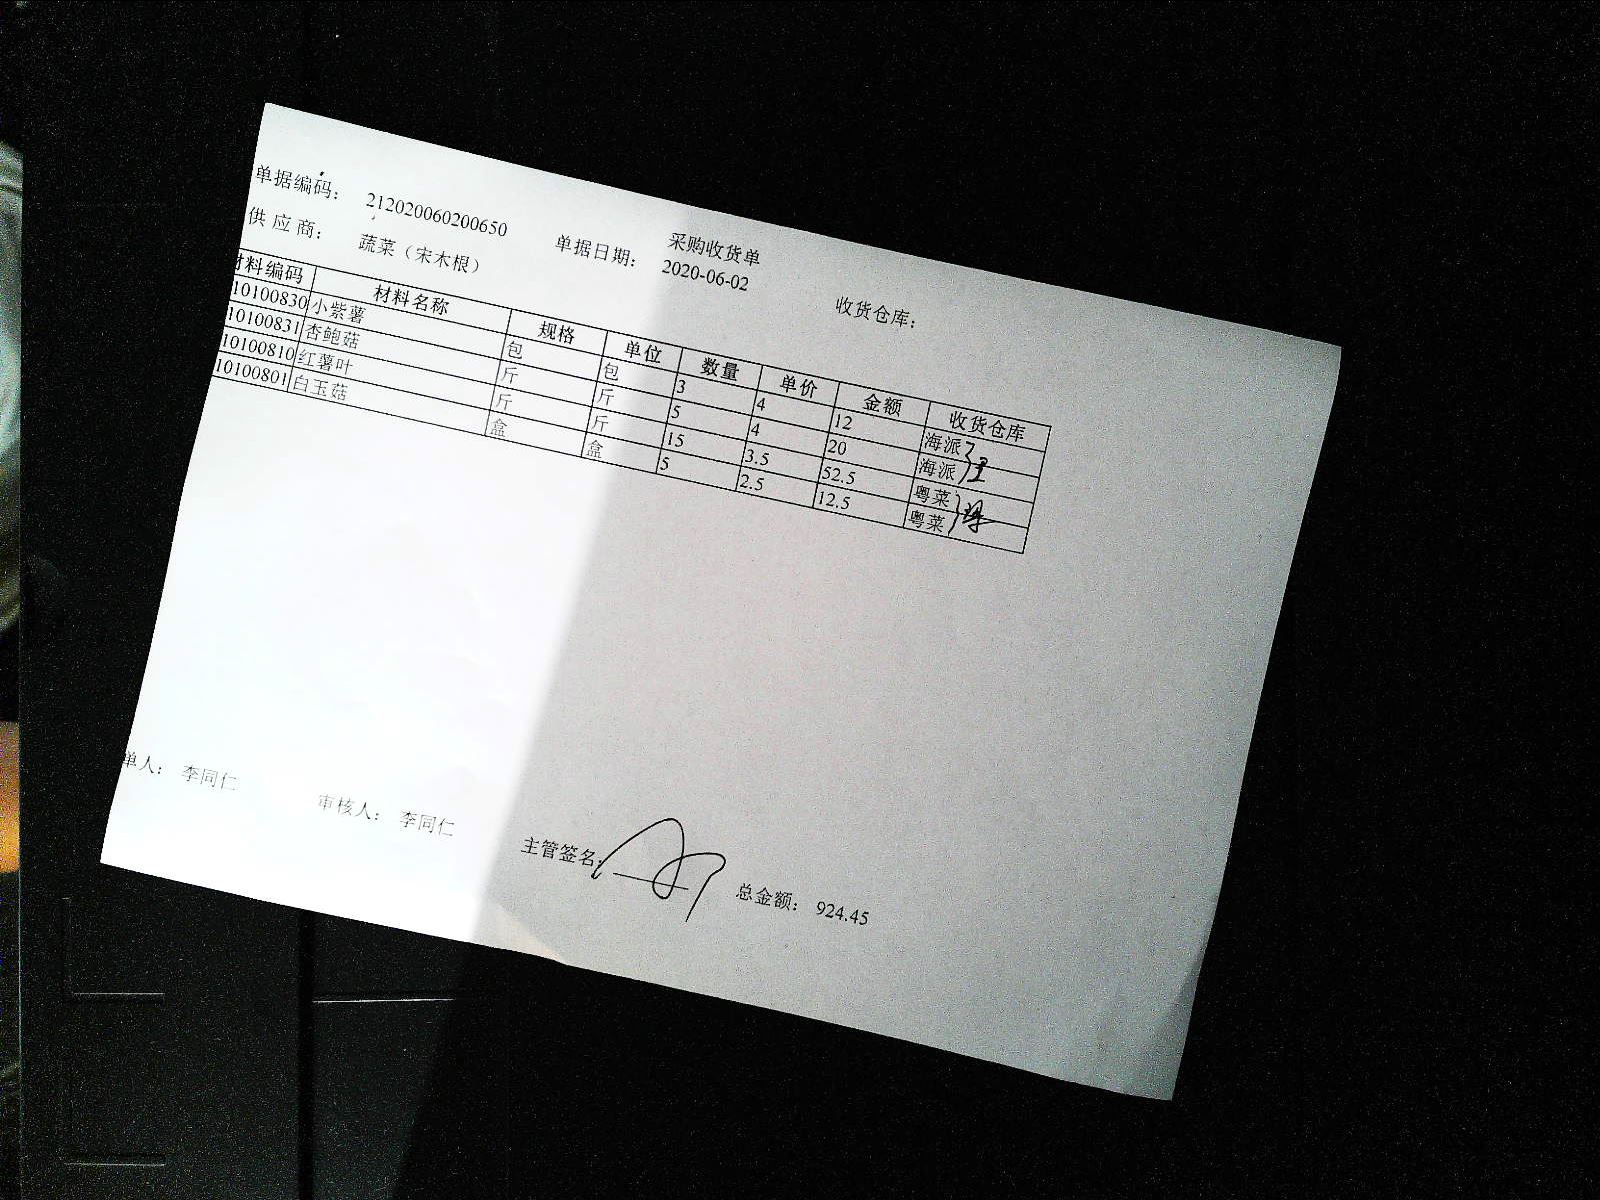 采购收货单
单据编码： 212020060200650 单据日期： 2020-06-02 收货仓库：
供 应 商： 蔬菜（宋木根）
材料编码 材料名称 规格 单位 数量 单价 金额 收货仓库
10100830 小紫薯 包 包 3 4 12 海派
10100831 杏鲍菇 斤 斤 5 4 20 海派
10100810 红薯叶 斤 斤 15 3.5 52.5 粤菜
10100801 白玉菇 盒 盒 5 2.5 12.5 粤菜
单人： 李同仁 审核人： 李同仁 主管签名： 总金额： 924.45